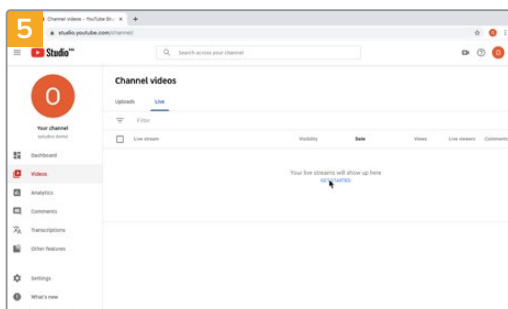 5
Channel videos - YouTube St
studio.youtube.com/channel/
Studio
Search across your channel
O
Your channel
Channel videos
Uploads
Live
Filter
Live stream
Visibility
Date
Views
Live viewers
Comments
Your live streams will show up here
GET STARTED
Dashboard
Videos
Analytics
Comments
Transcriptions
Other features
Settings
What's new